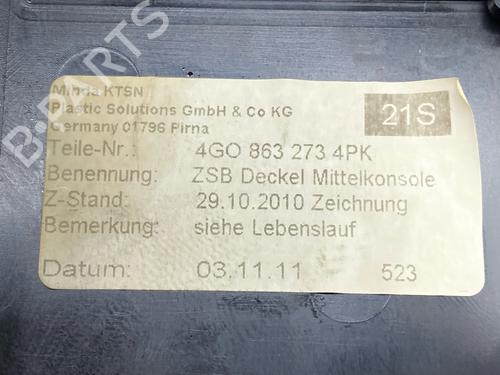 Minda KTSN
Plastic Solutions GmbH & Co KG
Germany 01796 Pirna
21S
Teile-Nr.: 4GO 863 273 4PK
Benennung: ZSB Deckel Mittelkonsole
Z-Stand: 29.10.2010 Zeichnung
Bemerkung: siehe Lebenslauf
Datum: 03.11.11 523
B-PARTS